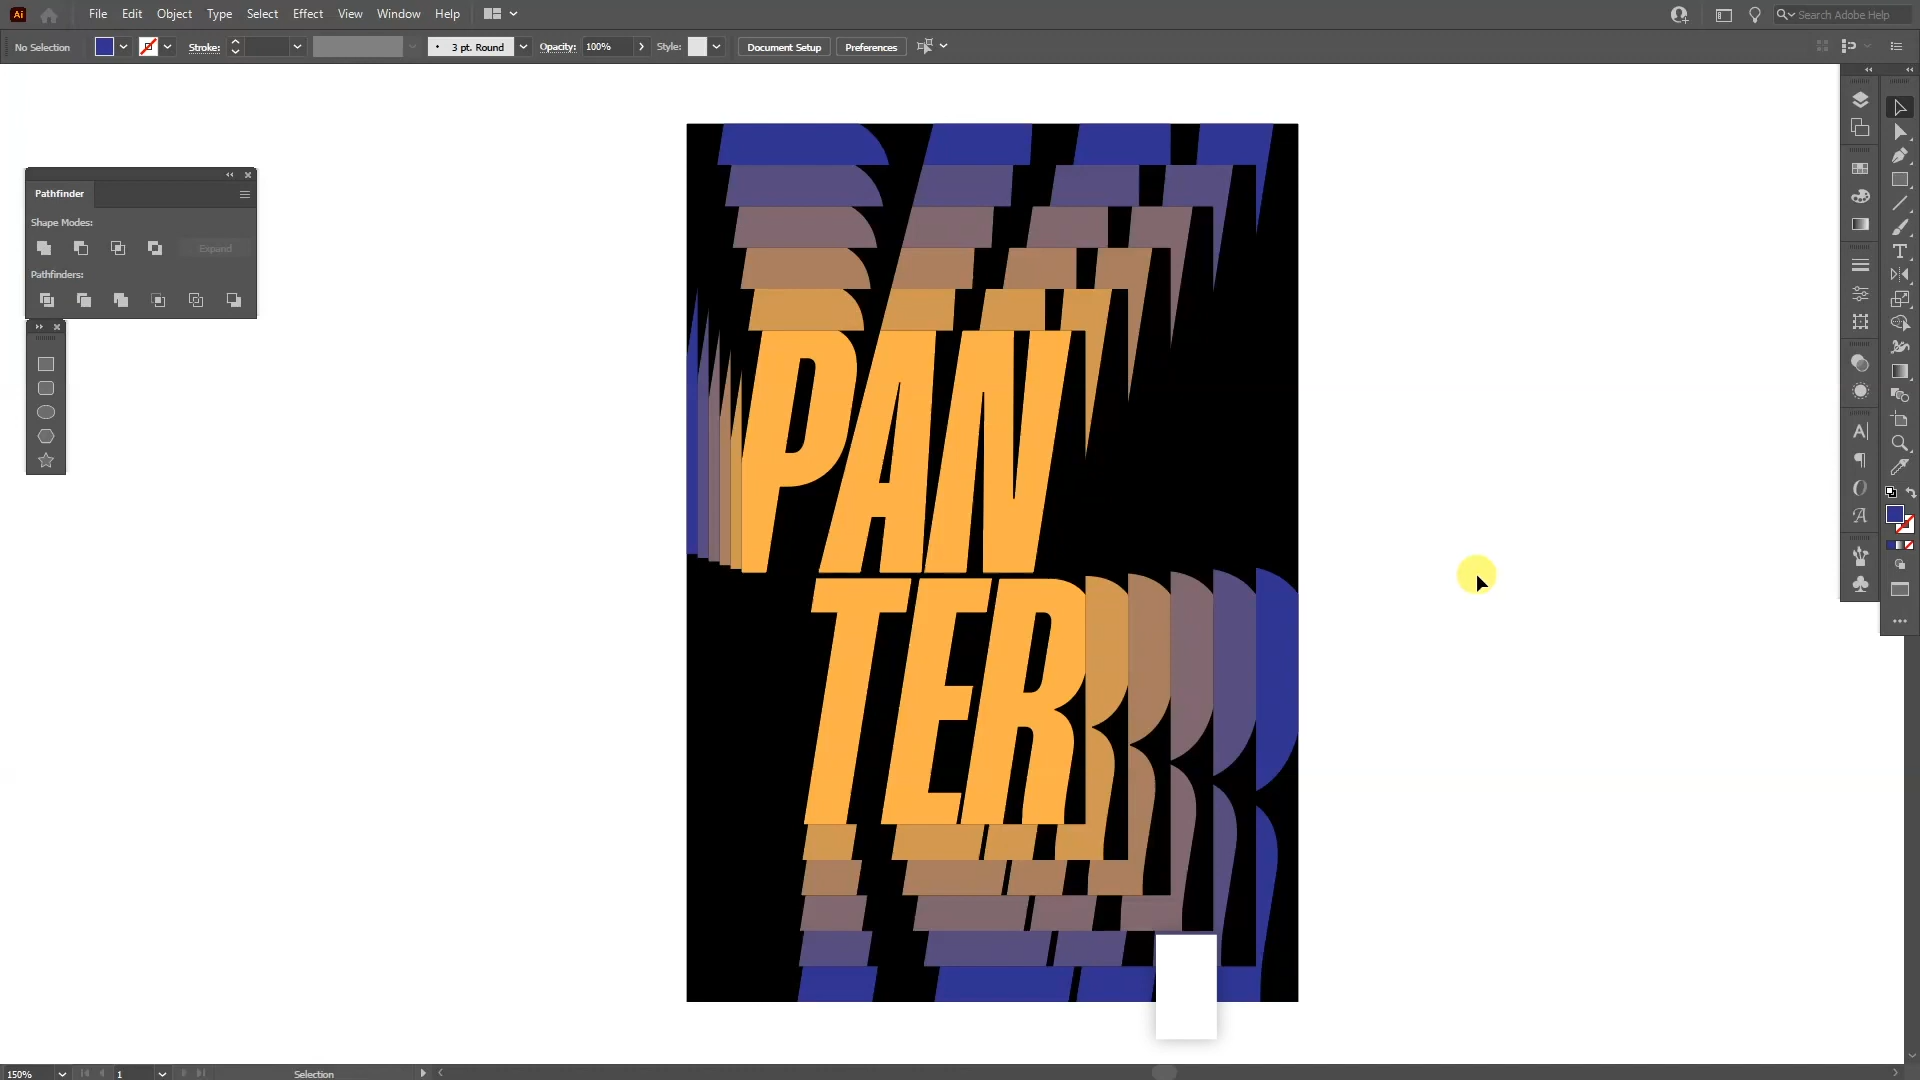 Ai File Edit Object Type Select Effect View Window Help Search Adobe Help
No Selection Stroke: 3 pt. Round Opacity: 100% Style: Document Setup Preferences
Pathfinder
Shape Modes:
Expand
Pathfinders:
PAN
TER
150% 1 Selection